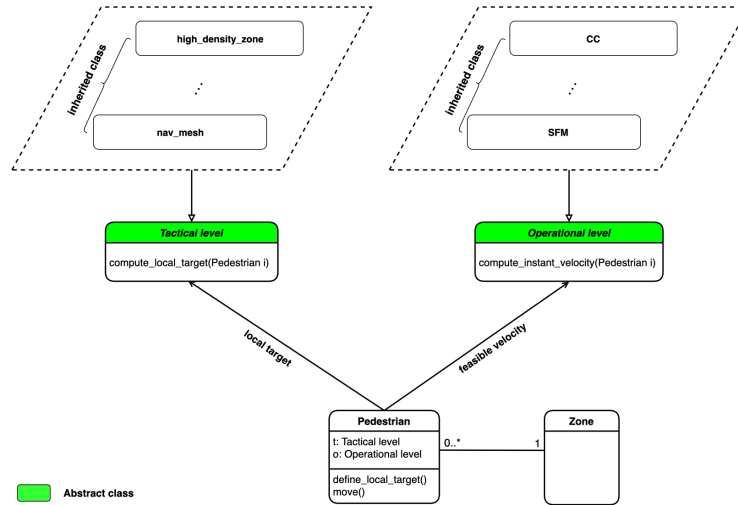 inherited class
high_density_zone
...
nav_mesh
inherited class
CC
...
SFM
Tactical level
compute_local_target(Pedestrian i)
Operational level
compute_instant_velocity(Pedestrian i)
local target
feasible velocity
Pedestrian
t: Tactical level
o: Operational level
define_local_target()
move()
0..*
1
Zone
Abstract class